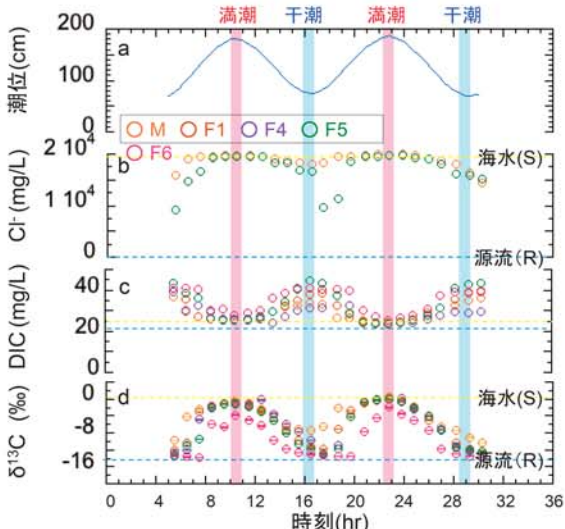 満潮 干潮 満潮 干潮
潮位(cm)
200
100
0
a
M F1 F4 F5
F6
Cl- (mg/L)
2 10⁴
1 10⁴
0
b
海水(S)
源流(R)
DIC (mg/L)
40
20
0
c
δ¹³C (‰)
0
-8
-16
d
海水(S)
源流(R)
0 4 8 12 16 20 24 28 32 36
時刻(hr)